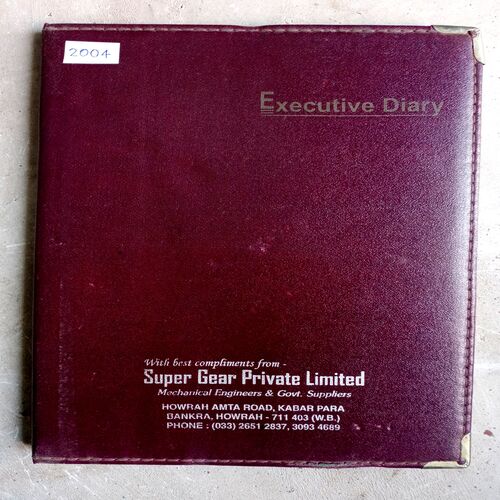 2004
Executive Diary
With best compliments from -
Super Gear Private Limited
Mechanical Engineers & Govt. Suppliers
HOWRAH AMTA ROAD, KABAR PARA
BANKRA, HOWRAH - 711 403 (W.B.)
PHONE : (033) 2651 2837, 3093 4689